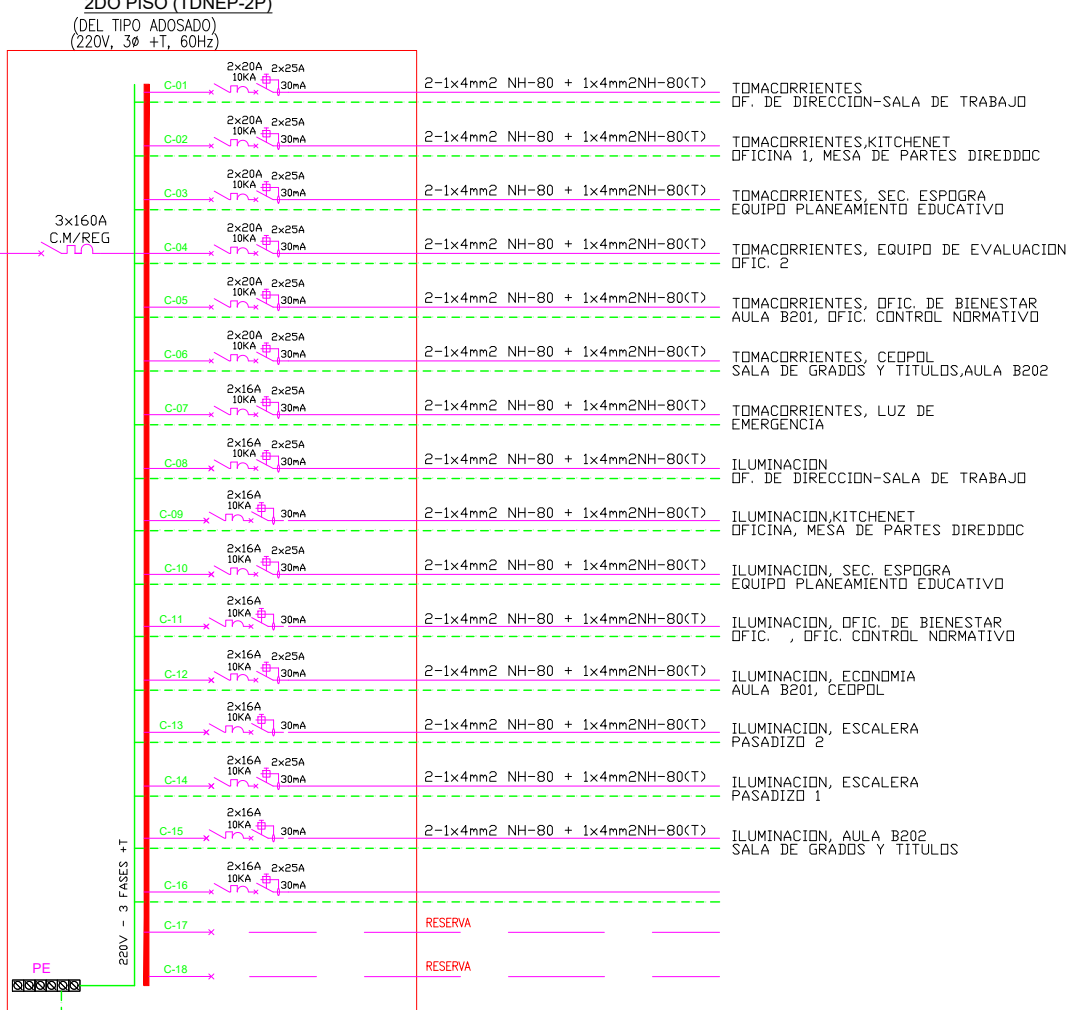 2DO PISO (TDNEP-2P)
(DEL TIPO ADOSADO)
(220V, 3Ø +T, 60Hz)
3x160A
C.M/REG
220V - 3 FASES +T
PE
C-01 2x20A 10KA 2x25A 30mA 2-1x4mm2 NH-80 + 1x4mm2NH-80(T) TOMACORRIENTES
OF. DE DIRECCION-SALA DE TRABAJO
C-02 2x20A 10KA 2x25A 30mA 2-1x4mm2 NH-80 + 1x4mm2NH-80(T) TOMACORRIENTES,KITCHENET
OFICINA 1, MESA DE PARTES DIREDDOC
C-03 2x20A 10KA 2x25A 30mA 2-1x4mm2 NH-80 + 1x4mm2NH-80(T) TOMACORRIENTES, SEC. ESPOGRA
EQUIPO PLANEAMIENTO EDUCATIVO
C-04 2x20A 10KA 2x25A 30mA 2-1x4mm2 NH-80 + 1x4mm2NH-80(T) TOMACORRIENTES, EQUIPO DE EVALUACION
OFIC. 2
C-05 2x20A 10KA 2x25A 30mA 2-1x4mm2 NH-80 + 1x4mm2NH-80(T) TOMACORRIENTES, OFIC. DE BIENESTAR
AULA B201, OFIC. CONTROL NORMATIVO
C-06 2x20A 10KA 2x25A 30mA 2-1x4mm2 NH-80 + 1x4mm2NH-80(T) TOMACORRIENTES, CEOPOL
SALA DE GRADOS Y TITULOS,AULA B202
C-07 2x16A 10KA 2x25A 30mA 2-1x4mm2 NH-80 + 1x4mm2NH-80(T) TOMACORRIENTES, LUZ DE
EMERGENCIA
C-08 2x16A 10KA 2x25A 30mA 2-1x4mm2 NH-80 + 1x4mm2NH-80(T) ILUMINACION
OF. DE DIRECCION-SALA DE TRABAJO
C-09 2x16A 10KA 30mA 2-1x4mm2 NH-80 + 1x4mm2NH-80(T) ILUMINACION,KITCHENET
OFICINA, MESA DE PARTES DIREDDOC
C-10 2x16A 10KA 2x25A 30mA 2-1x4mm2 NH-80 + 1x4mm2NH-80(T) ILUMINACION, SEC. ESPOGRA
EQUIPO PLANEAMIENTO EDUCATIVO
C-11 2x16A 10KA 30mA 2-1x4mm2 NH-80 + 1x4mm2NH-80(T) ILUMINACION, OFIC. DE BIENESTAR
OFIC. , OFIC. CONTROL NORMATIVO
C-12 2x16A 10KA 2x25A 30mA 2-1x4mm2 NH-80 + 1x4mm2NH-80(T) ILUMINACION, ECONOMIA
AULA B201, CEOPOL
C-13 2x16A 10KA 30mA 2-1x4mm2 NH-80 + 1x4mm2NH-80(T) ILUMINACION, ESCALERA
PASADIZO 2
C-14 2x16A 10KA 2x25A 30mA 2-1x4mm2 NH-80 + 1x4mm2NH-80(T) ILUMINACION, ESCALERA
PASADIZO 1
C-15 2x16A 10KA 30mA 2-1x4mm2 NH-80 + 1x4mm2NH-80(T) ILUMINACION, AULA B202
SALA DE GRADOS Y TITULOS
C-16 2x16A 10KA 2x25A 30mA
C-17 RESERVA
C-18 RESERVA